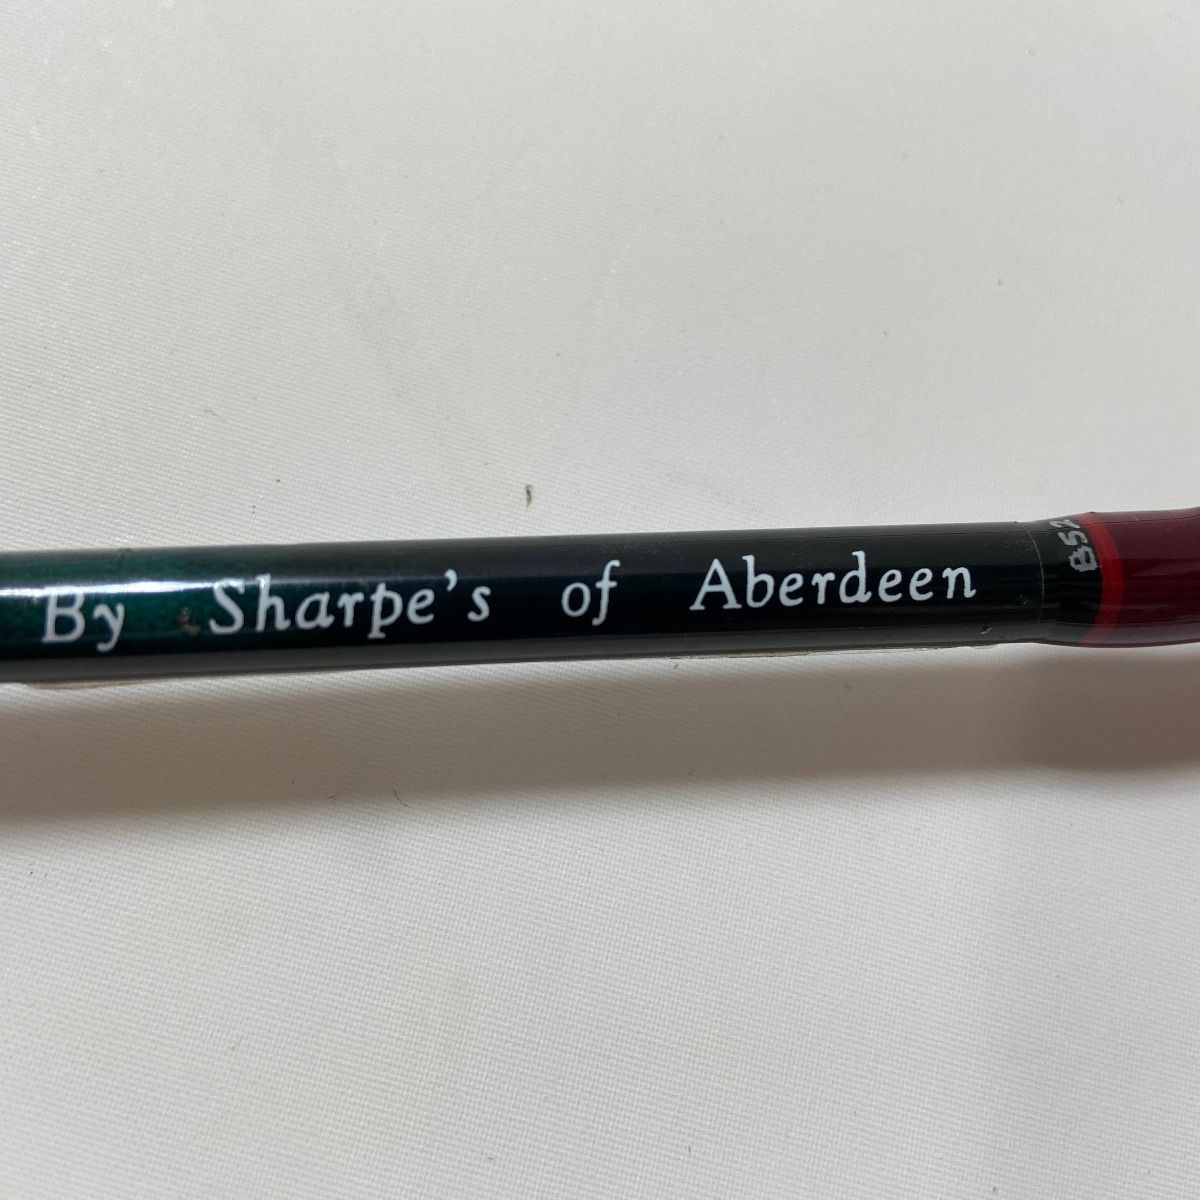 By Sharpe's of Aberdeen
B52